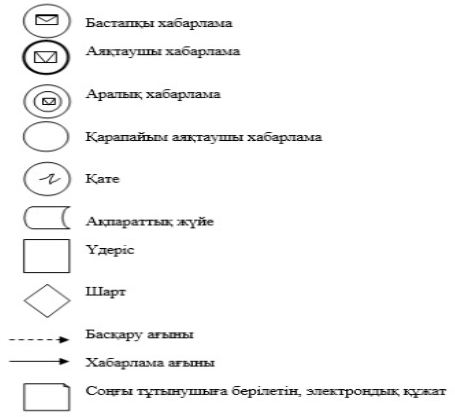 Бастапқы хабарлама
Аяқтаушы хабарлама
Аралық хабарлама
Қарапайым аяқтаушы хабарлама
Қате
Ақпараттық жүйе
Үдеріс
Шарт
Басқару ағыны
Хабарлама ағыны
Соңғы тұтынушыға берілетін, электрондық құжат